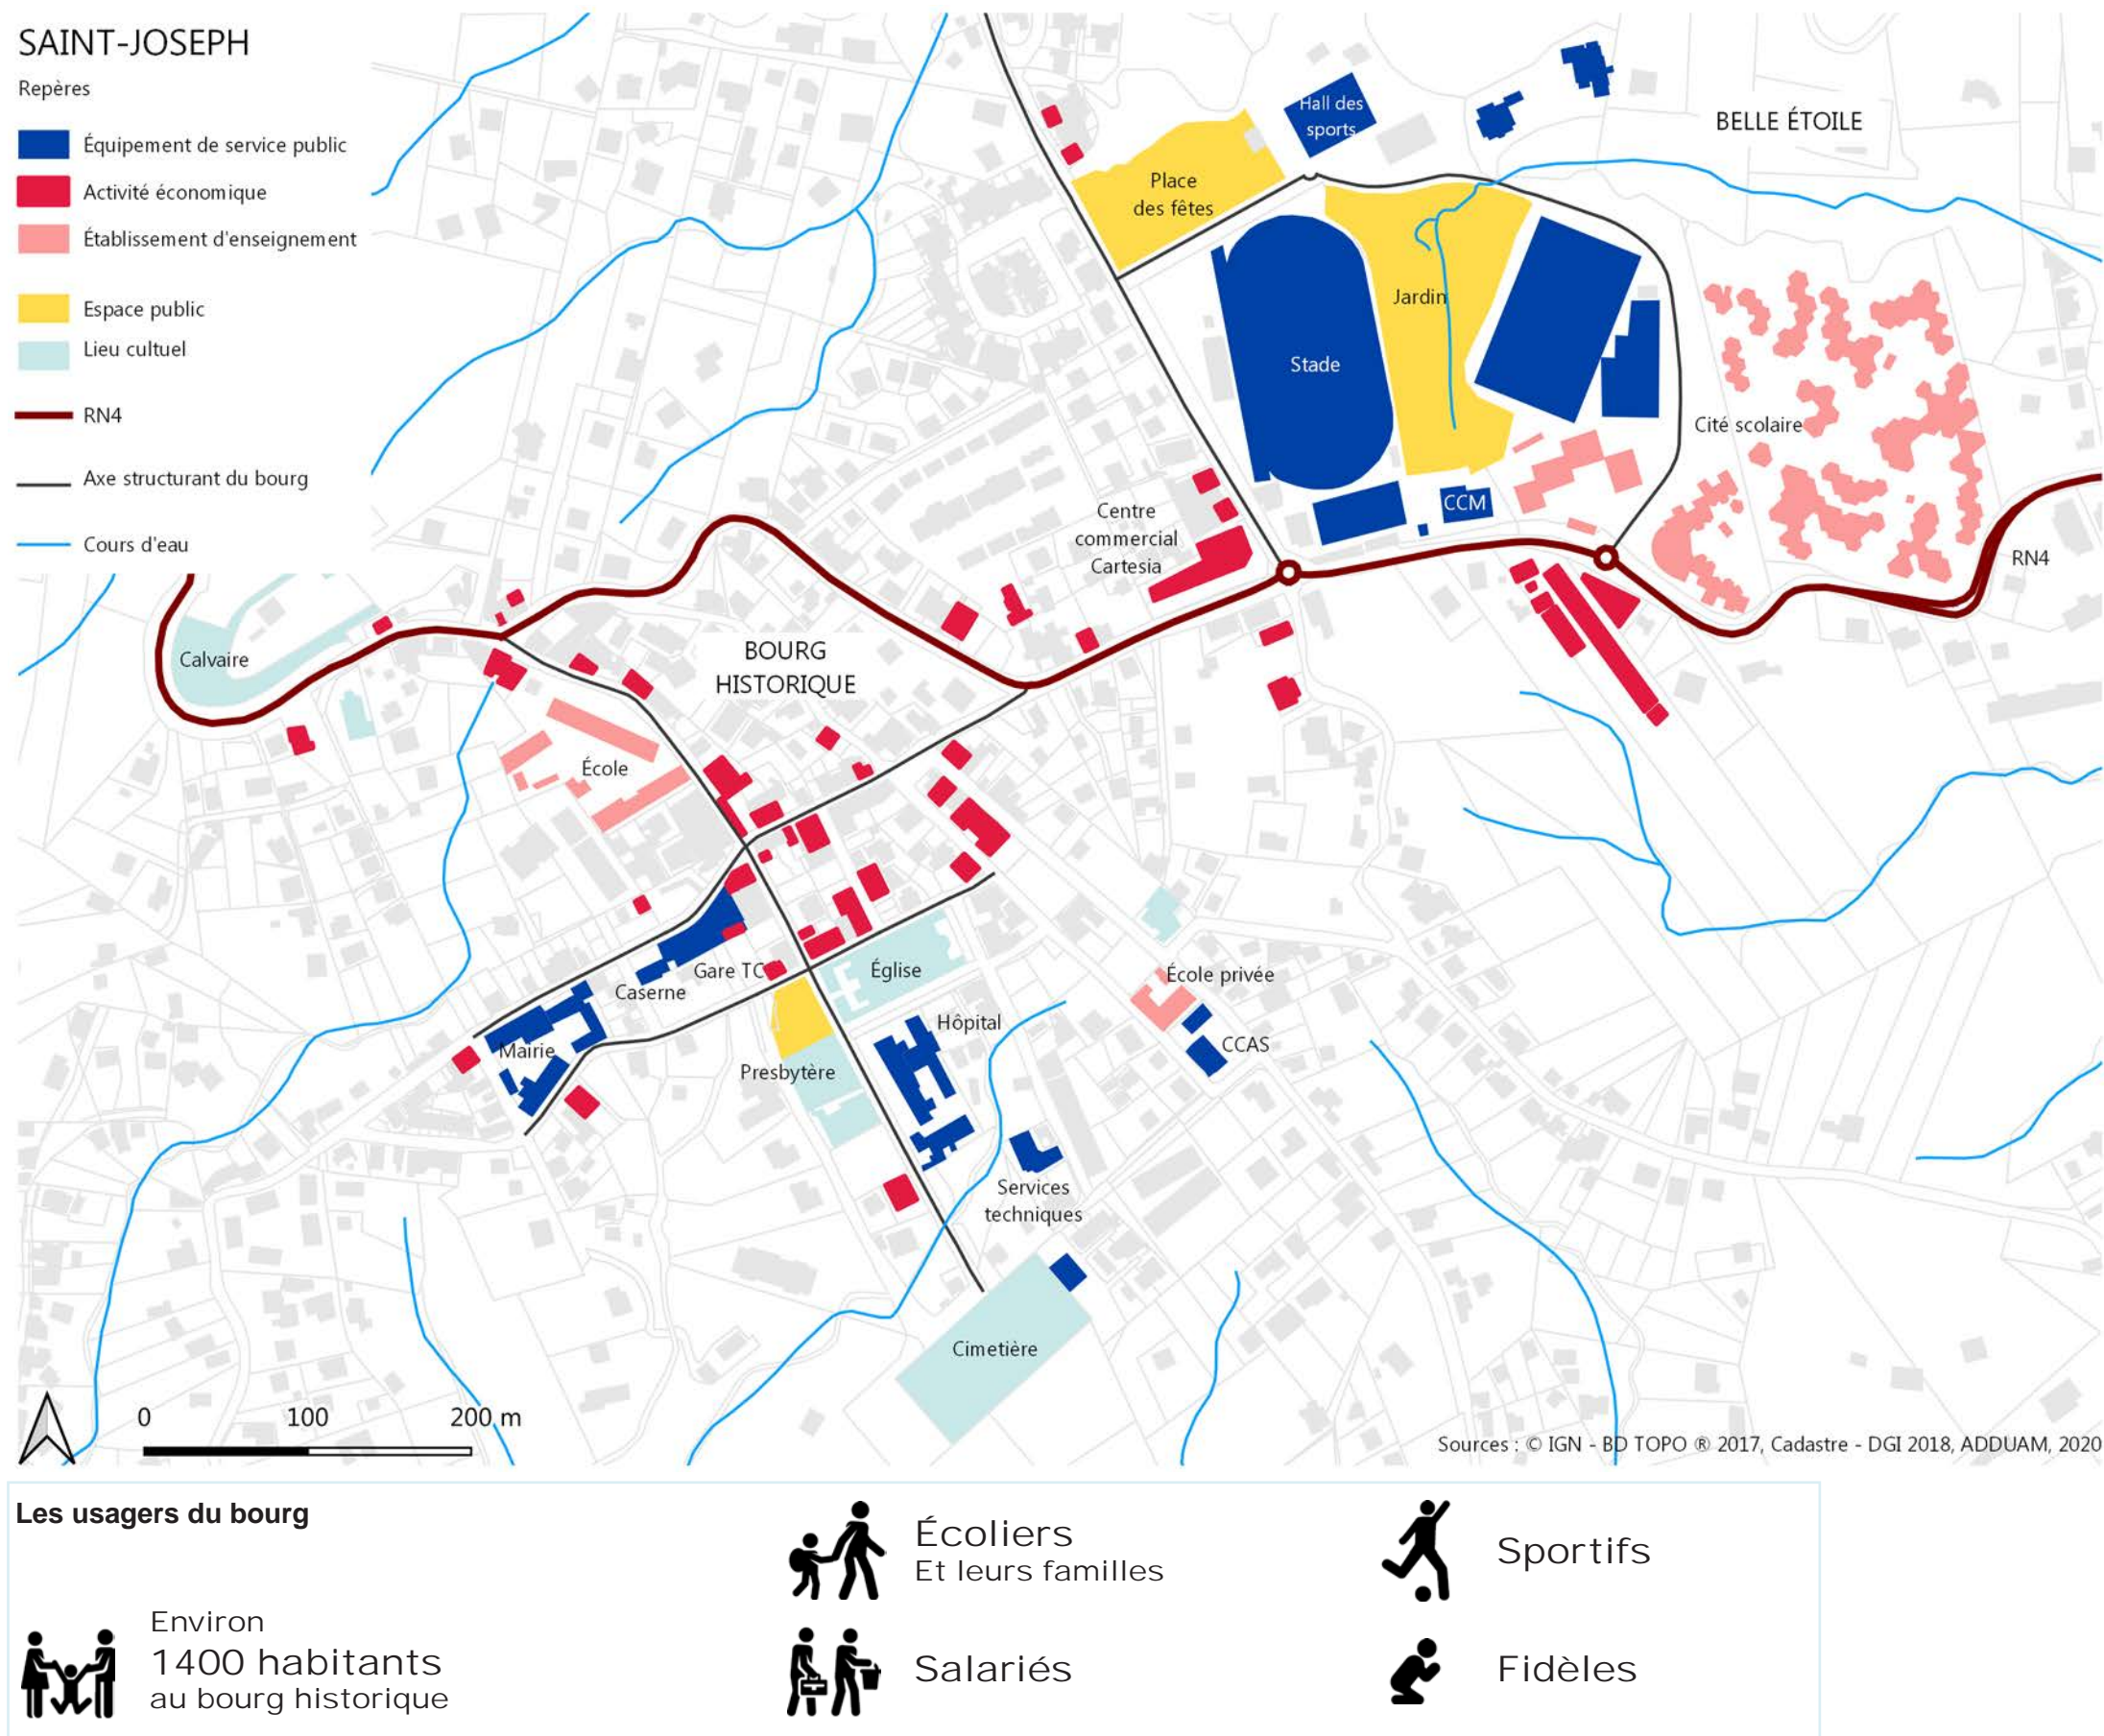 SAINT-JOSEPH
Repères
Équipement de service public
Activité économique
Établissement d'enseignement
Espace public
Lieu cultuel
RN4
Axe structurant du bourg
Cours d'eau
Hall des
sports
BELLE ÉTOILE
Place
des fêtes
Jardin
Stade
Cité scolaire
CCM
Centre
commercial
Cartesia
RN4
BOURG
HISTORIQUE
Calvaire
École
Gare TC
Église
Caserne
École privée
Hôpital
Mairie
CCAS
Presbytère
Services
techniques
Cimetière
0 100 200 m
Sources : © IGN - BD TOPO ® 2017, Cadastre - DGI 2018, ADDUAM, 2020
Les usagers du bourg
Environ
1400 habitants
au bourg historique
Écoliers
Et leurs familles
Salariés
Sportifs
Fidèles